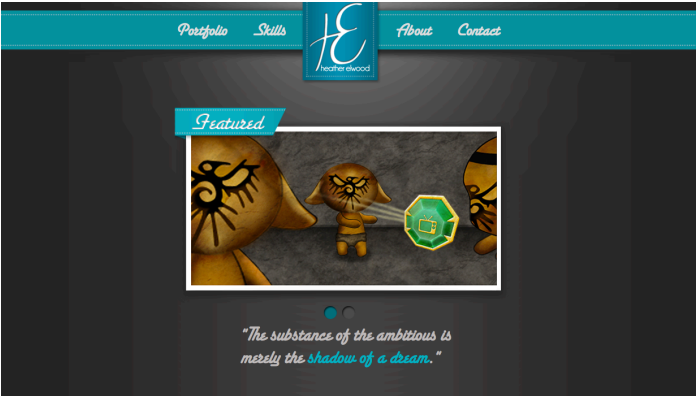 Portfolio Skills About Contact
HE
heather elwood
Featured
"The substance of the ambitious is
merely the shadow of a dream."